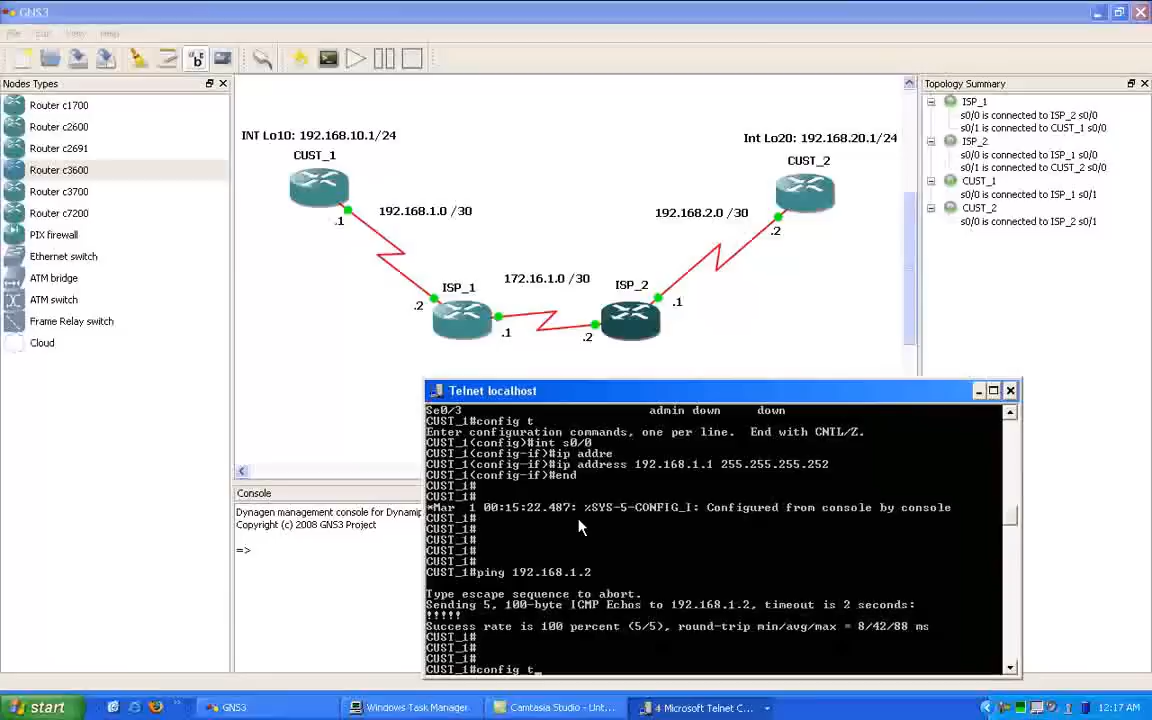 GNS3
File Edit View Help
Nodes Types
Router c1700
Router c2600
Router c2691
Router c3600
Router c3700
Router c7200
PIX firewall
Ethernet switch
ATM bridge
ATM switch
Frame Relay switch
Cloud
INT Lo10: 192.168.10.1/24
CUST_1
.1
192.168.1.0 /30
Int Lo20: 192.168.20.1/24
CUST_2
192.168.2.0 /30
.2
ISP_1
.2
172.16.1.0 /30
.1
ISP_2
.1
.2
Topology Summary
ISP_1
s0/0 is connected to ISP_2 s0/0
s0/1 is connected to CUST_1 s0/0
ISP_2
s0/0 is connected to ISP_1 s0/0
s0/1 is connected to CUST_2 s0/0
CUST_1
s0/0 is connected to ISP_1 s0/1
CUST_2
s0/0 is connected to ISP_2 s0/1
Console
Dynagen management console for Dynamip
Copyright (c) 2008 GNS3 Project
=>
Telnet localhost
Se0/3 admin down down
CUST_1#config t
Enter configuration commands, one per line. End with CNTL/Z.
CUST_1(config)#int s0/0
CUST_1(config-if)#ip addre
CUST_1(config-if)#ip address 192.168.1.1 255.255.255.252
CUST_1(config-if)#end
CUST_1#
CUST_1#
*Mar 1 00:15:22.487: %SYS-5-CONFIG_I: Configured from console by console
CUST_1#
CUST_1#
CUST_1#
CUST_1#
CUST_1#
CUST_1#ping 192.168.1.2
Type escape sequence to abort.
Sending 5, 100-byte ICMP Echos to 192.168.1.2, timeout is 2 seconds:
!!!!!
Success rate is 100 percent (5/5), round-trip min/avg/max = 8/42/88 ms
CUST_1#
CUST_1#
CUST_1#
CUST_1#config t_
start
GNS3
Windows Task Manager
Camtasia Studio - Unt...
4 Microsoft Telnet C...
12:17 AM